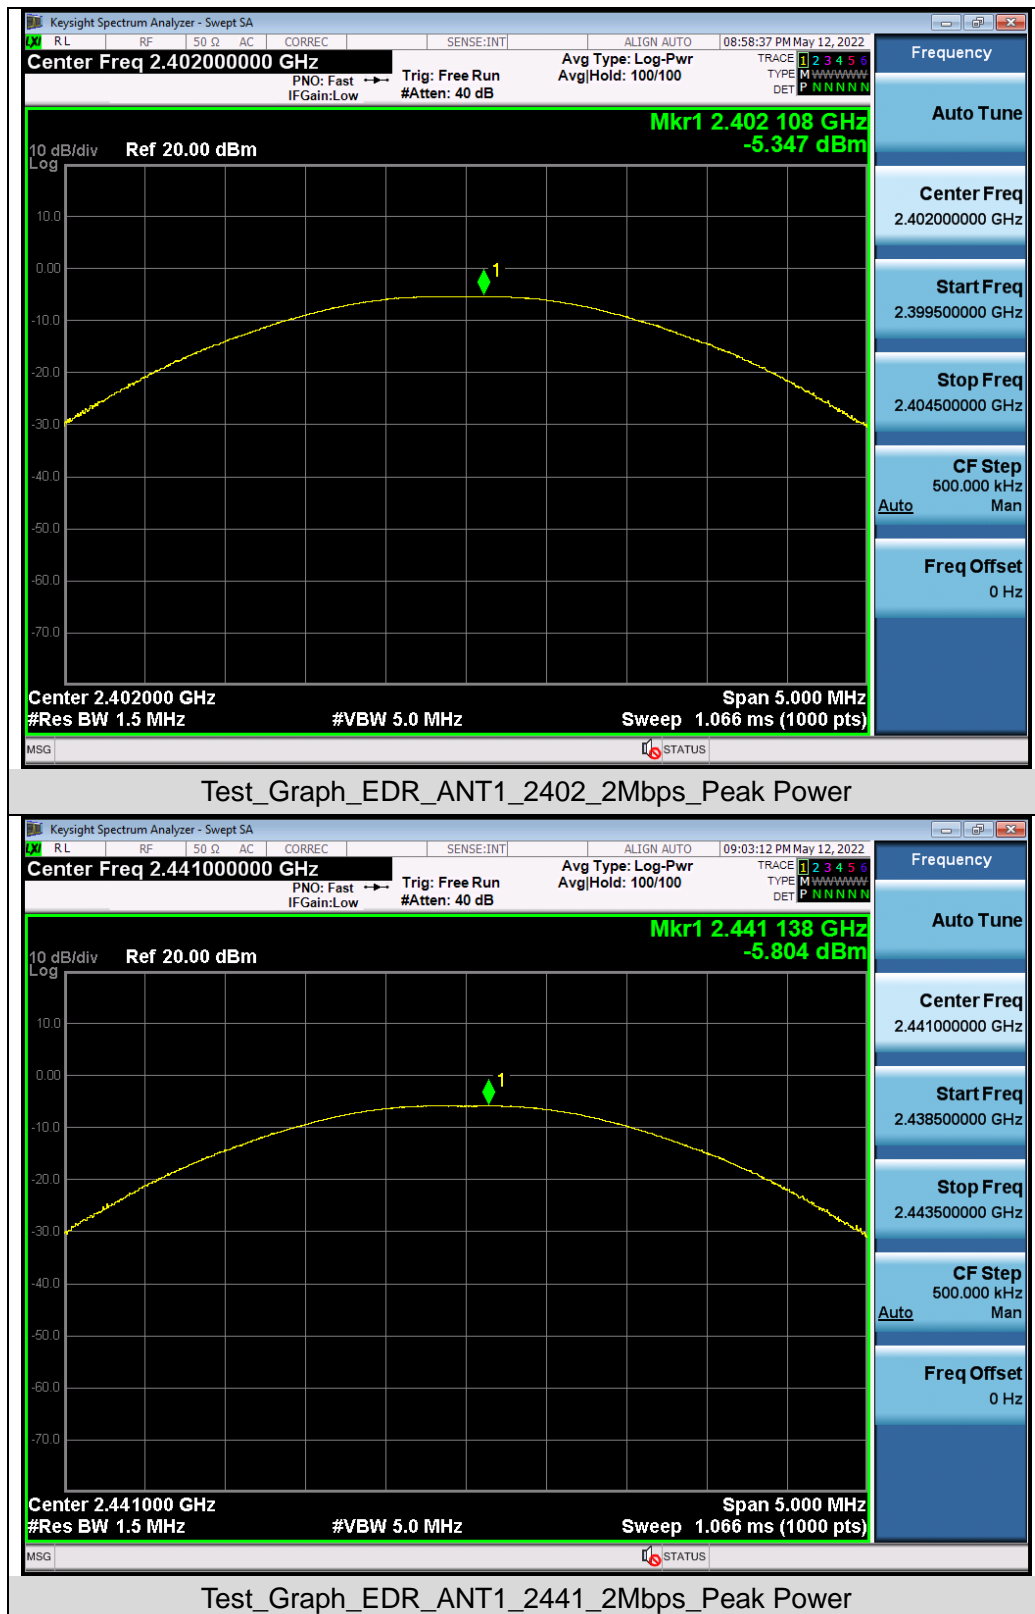 Keysight Spectrum Analyzer - Swept SA
LXI RL RF 50 Ω AC CORREC SENSE:INT ALIGN AUTO 08:58:37 PM May 12, 2022
Center Freq 2.402000000 GHz
PNO: Fast
IFGain:Low
Trig: Free Run
#Atten: 40 dB
Avg Type: Log-Pwr
Avg|Hold: 100/100
TRACE 1 2 3 4 5 6
TYPE M WWWWW
DET P N N N N N
Mkr1 2.402 108 GHz
-5.347 dBm
10 dB/div Ref 20.00 dBm
Log
10.0
0.00
1
-10.0
-20.0
-30.0
-40.0
-50.0
-60.0
-70.0
Center 2.402000 GHz Span 5.000 MHz
#Res BW 1.5 MHz #VBW 5.0 MHz Sweep 1.066 ms (1000 pts)
MSG STATUS
Frequency
Auto Tune
Center Freq
2.402000000 GHz
Start Freq
2.399500000 GHz
Stop Freq
2.404500000 GHz
CF Step
500.000 kHz
Auto Man
Freq Offset
0 Hz
Test_Graph_EDR_ANT1_2402_2Mbps_Peak Power
Keysight Spectrum Analyzer - Swept SA
LXI RL RF 50 Ω AC CORREC SENSE:INT ALIGN AUTO 09:03:12 PM May 12, 2022
Center Freq 2.441000000 GHz
PNO: Fast
IFGain:Low
Trig: Free Run
#Atten: 40 dB
Avg Type: Log-Pwr
Avg|Hold: 100/100
TRACE 1 2 3 4 5 6
TYPE M WWWWW
DET P N N N N N
Mkr1 2.441 138 GHz
-5.804 dBm
10 dB/div Ref 20.00 dBm
Log
10.0
0.00
1
-10.0
-20.0
-30.0
-40.0
-50.0
-60.0
-70.0
Center 2.441000 GHz Span 5.000 MHz
#Res BW 1.5 MHz #VBW 5.0 MHz Sweep 1.066 ms (1000 pts)
MSG STATUS
Frequency
Auto Tune
Center Freq
2.441000000 GHz
Start Freq
2.438500000 GHz
Stop Freq
2.443500000 GHz
CF Step
500.000 kHz
Auto Man
Freq Offset
0 Hz
Test_Graph_EDR_ANT1_2441_2Mbps_Peak Power